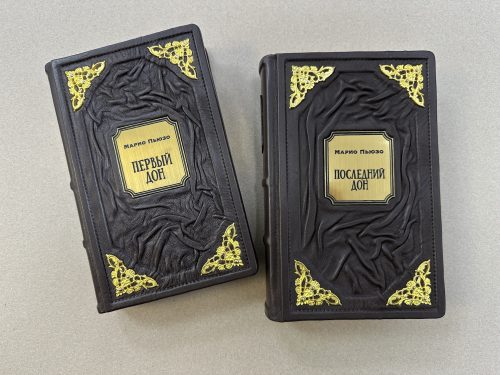 Марио Пьюзо
ПЕРВЫЙ
ДОН
Марио Пьюзо
ПОСЛЕДНИЙ
ДОН